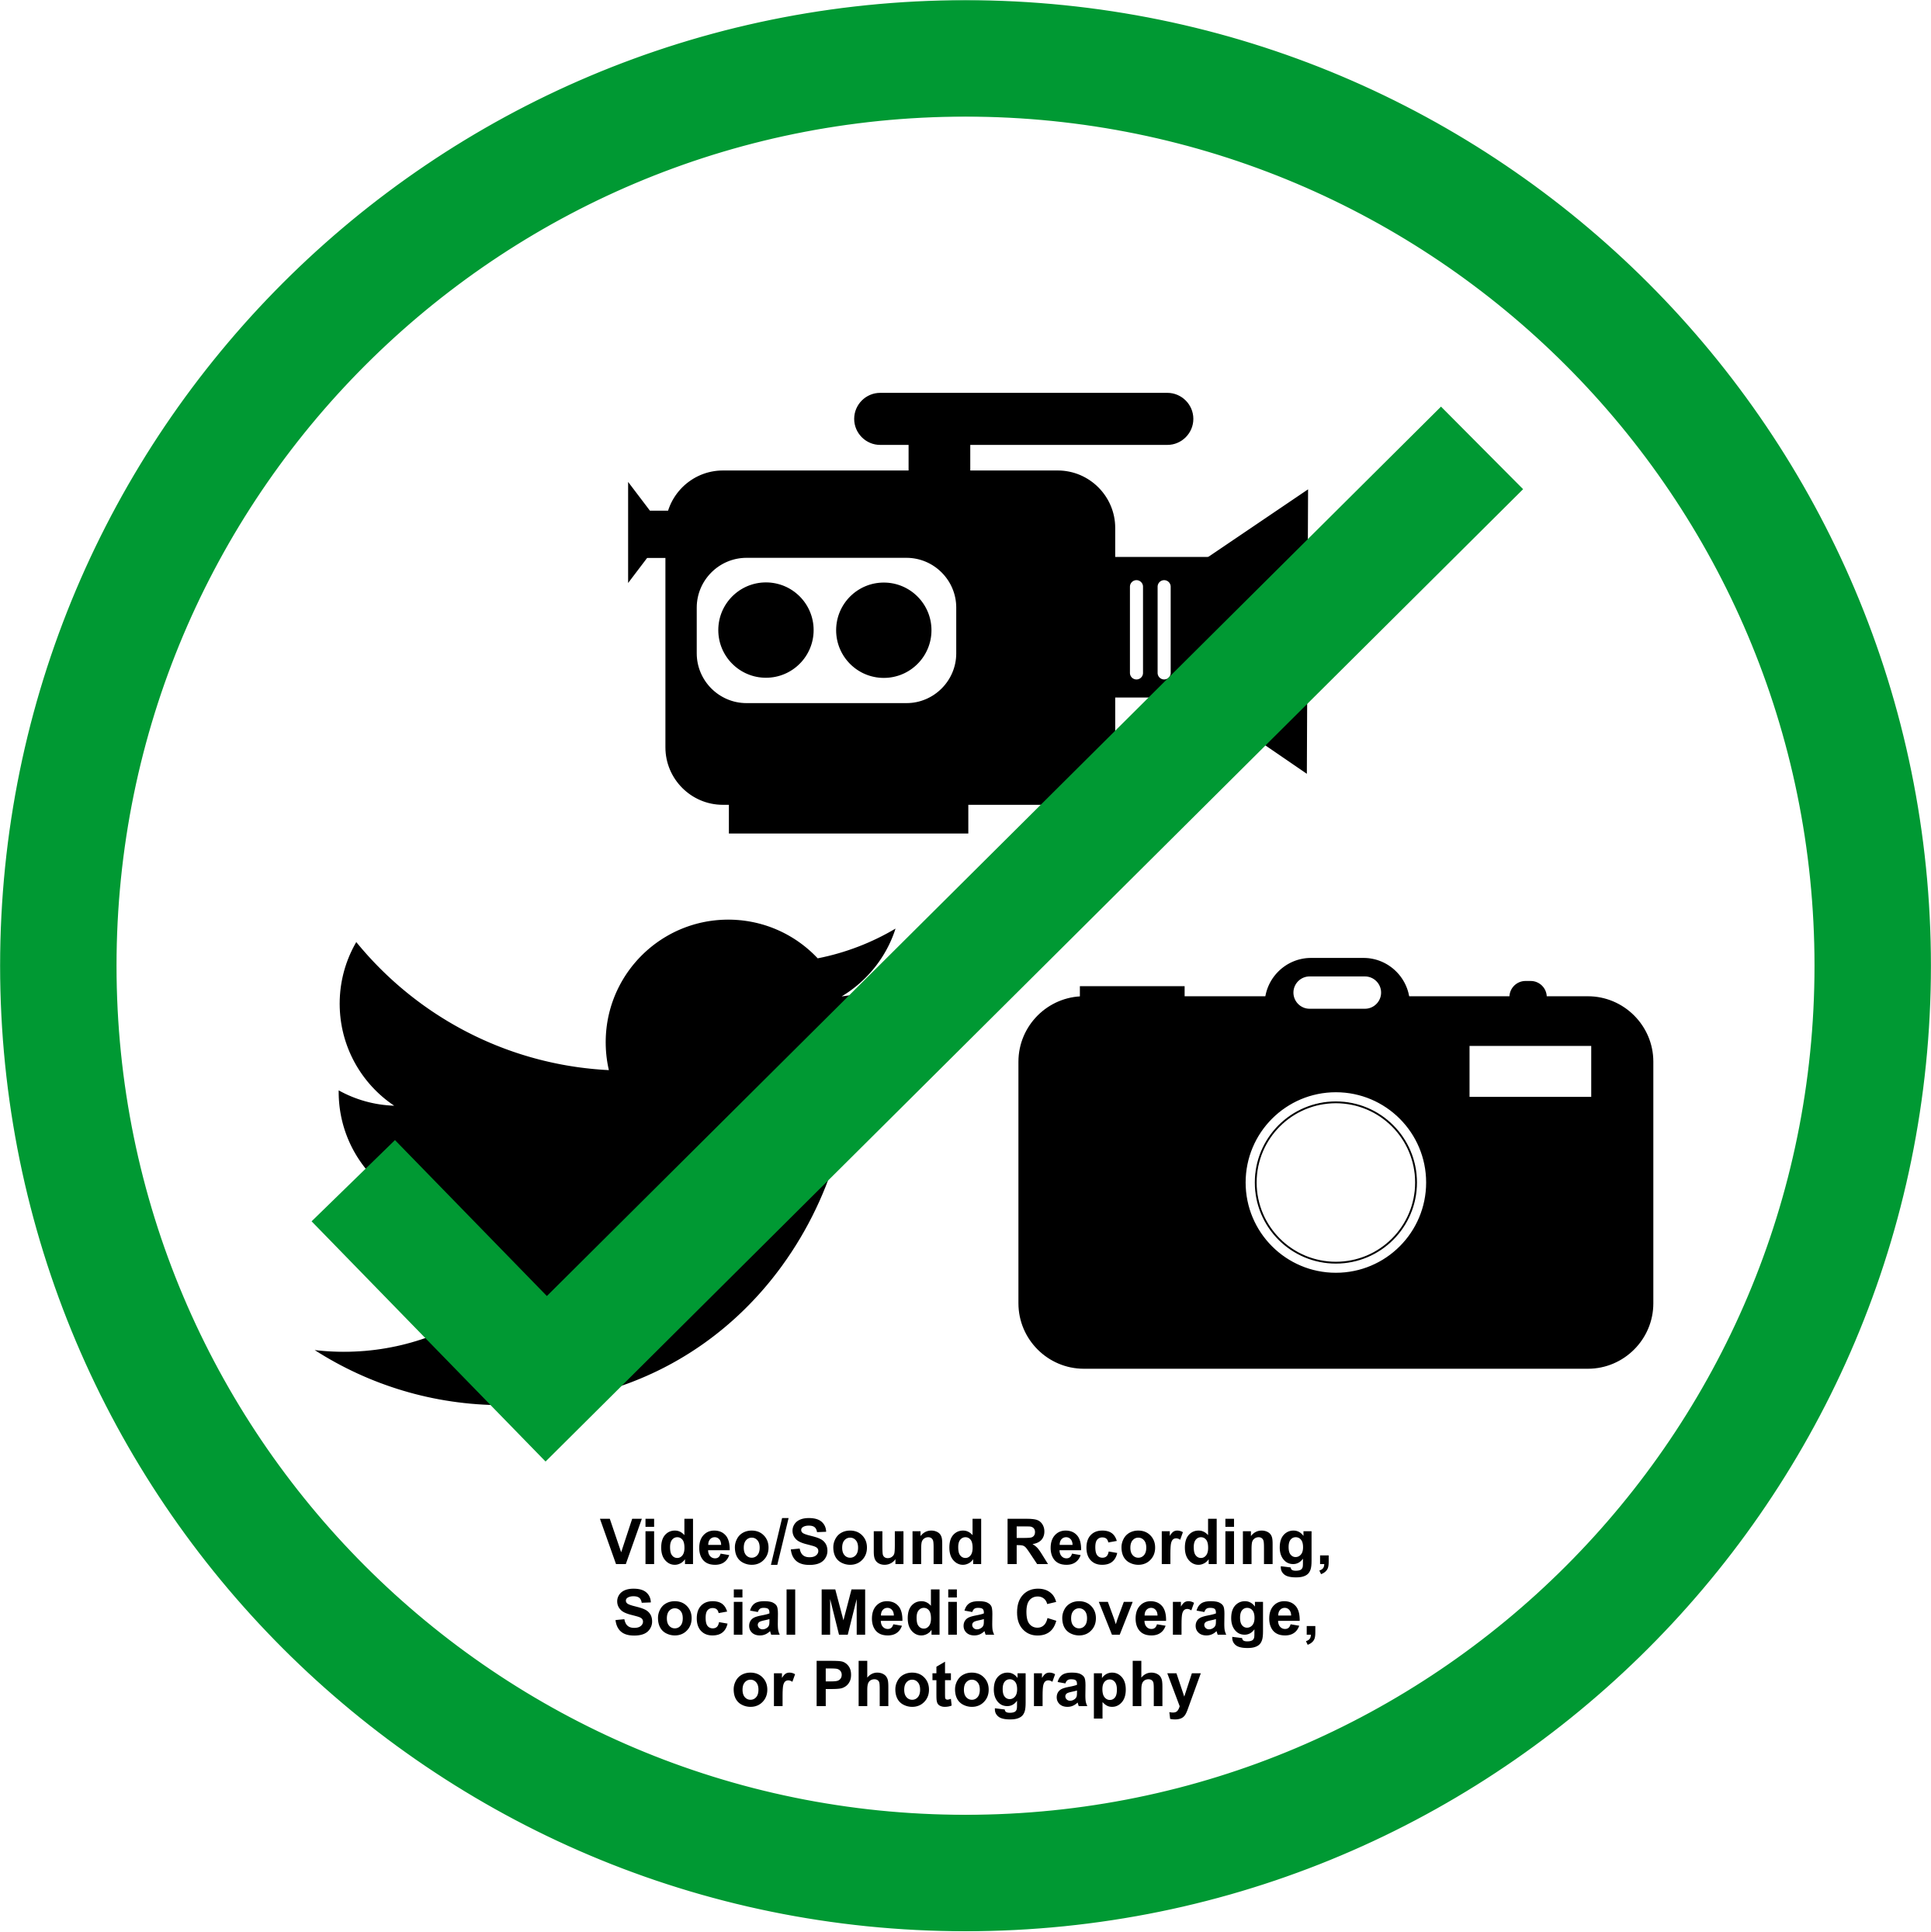 Video/Sound Recording,
Social Media Coverage,
or Photography